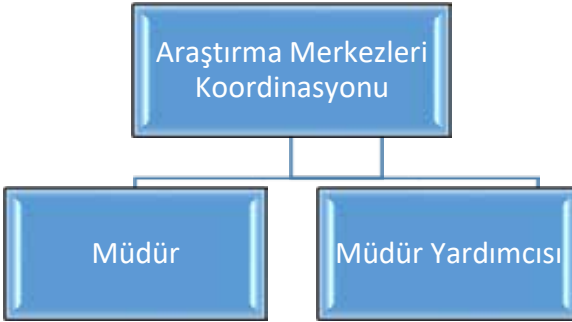 Araştırma Merkezleri
Koordinasyonu
Müdür
Müdür Yardımcısı